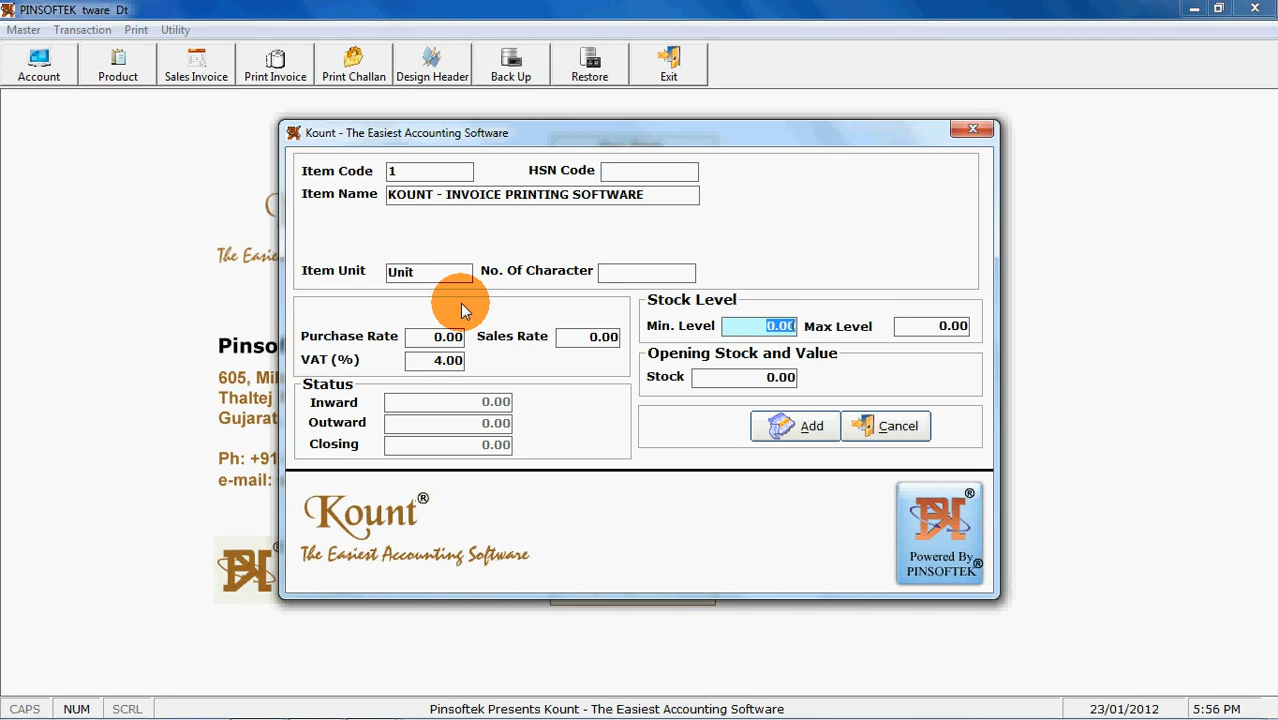 PINSOFTEK tware Dt
Master Transaction Print Utility
Account Product Sales Invoice Print Invoice Print Challan Design Header Back Up Restore Exit
Kount - The Easiest Accounting Software
Item Code 1 HSN Code
Item Name KOUNT - INVOICE PRINTING SOFTWARE
Item Unit Unit No. Of Character
Stock Level
Purchase Rate 0.00 Sales Rate 0.00 Min. Level 0.00 Max Level 0.00
VAT (%) 4.00
Opening Stock and Value
Stock 0.00
Status
Inward 0.00
Outward 0.00
Closing 0.00
Add Cancel
Kount®
The Easiest Accounting Software
Powered By
PINSOFTEK®
The Easie
Pinso
605, Mil
Thaltej
Gujarat
Ph: +91
e-mail:
CAPS NUM SCRL Pinsoftek Presents Kount - The Easiest Accounting Software 23/01/2012 5:56 PM